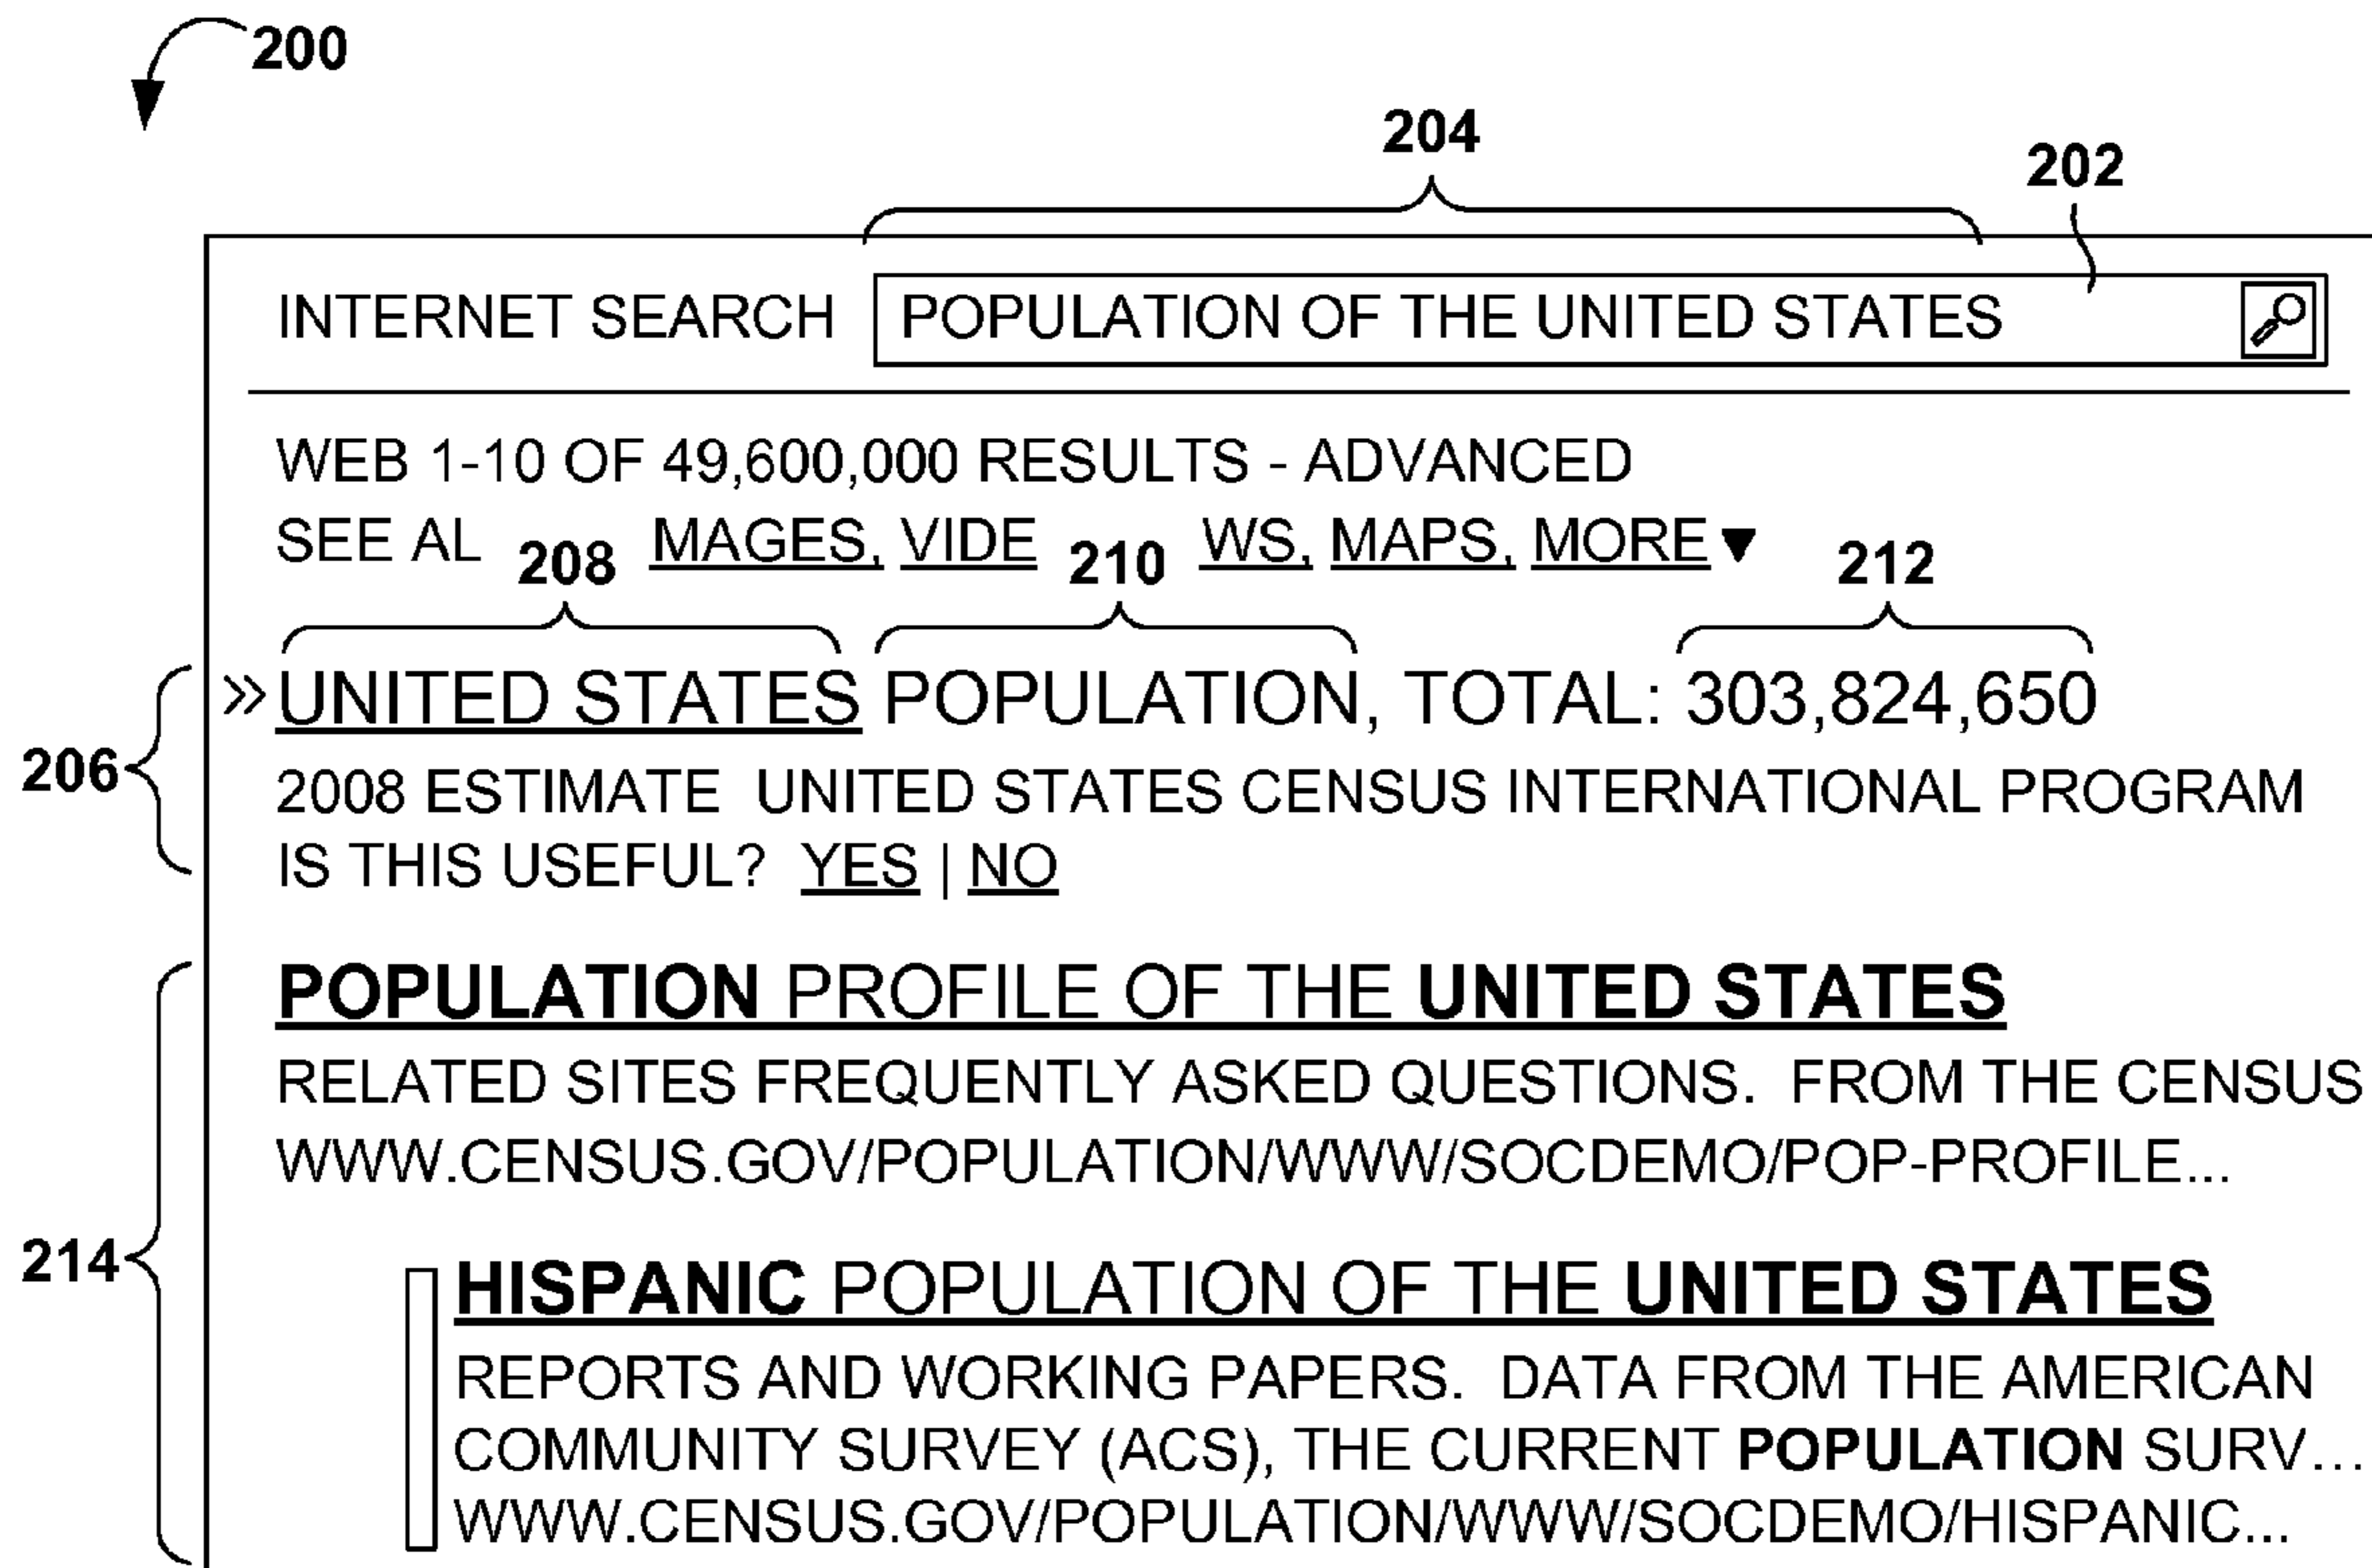 200
204
202
INTERNET SEARCH POPULATION OF THE UNITED STATES
WEB 1-10 OF 49,600,000 RESULTS - ADVANCED
SEE AL 208 MAGES, VIDE 210 WS, MAPS, MORE ▼ 212
206 » UNITED STATES POPULATION, TOTAL: 303,824,650
2008 ESTIMATE UNITED STATES CENSUS INTERNATIONAL PROGRAM
IS THIS USEFUL? YES | NO
214
POPULATION PROFILE OF THE UNITED STATES
RELATED SITES FREQUENTLY ASKED QUESTIONS. FROM THE CENSUS
WWW.CENSUS.GOV/POPULATION/WWW/SOCDEMO/POP-PROFILE...
HISPANIC POPULATION OF THE UNITED STATES
REPORTS AND WORKING PAPERS. DATA FROM THE AMERICAN
COMMUNITY SURVEY (ACS), THE CURRENT POPULATION SURV...
WWW.CENSUS.GOV/POPULATION/WWW/SOCDEMO/HISPANIC...